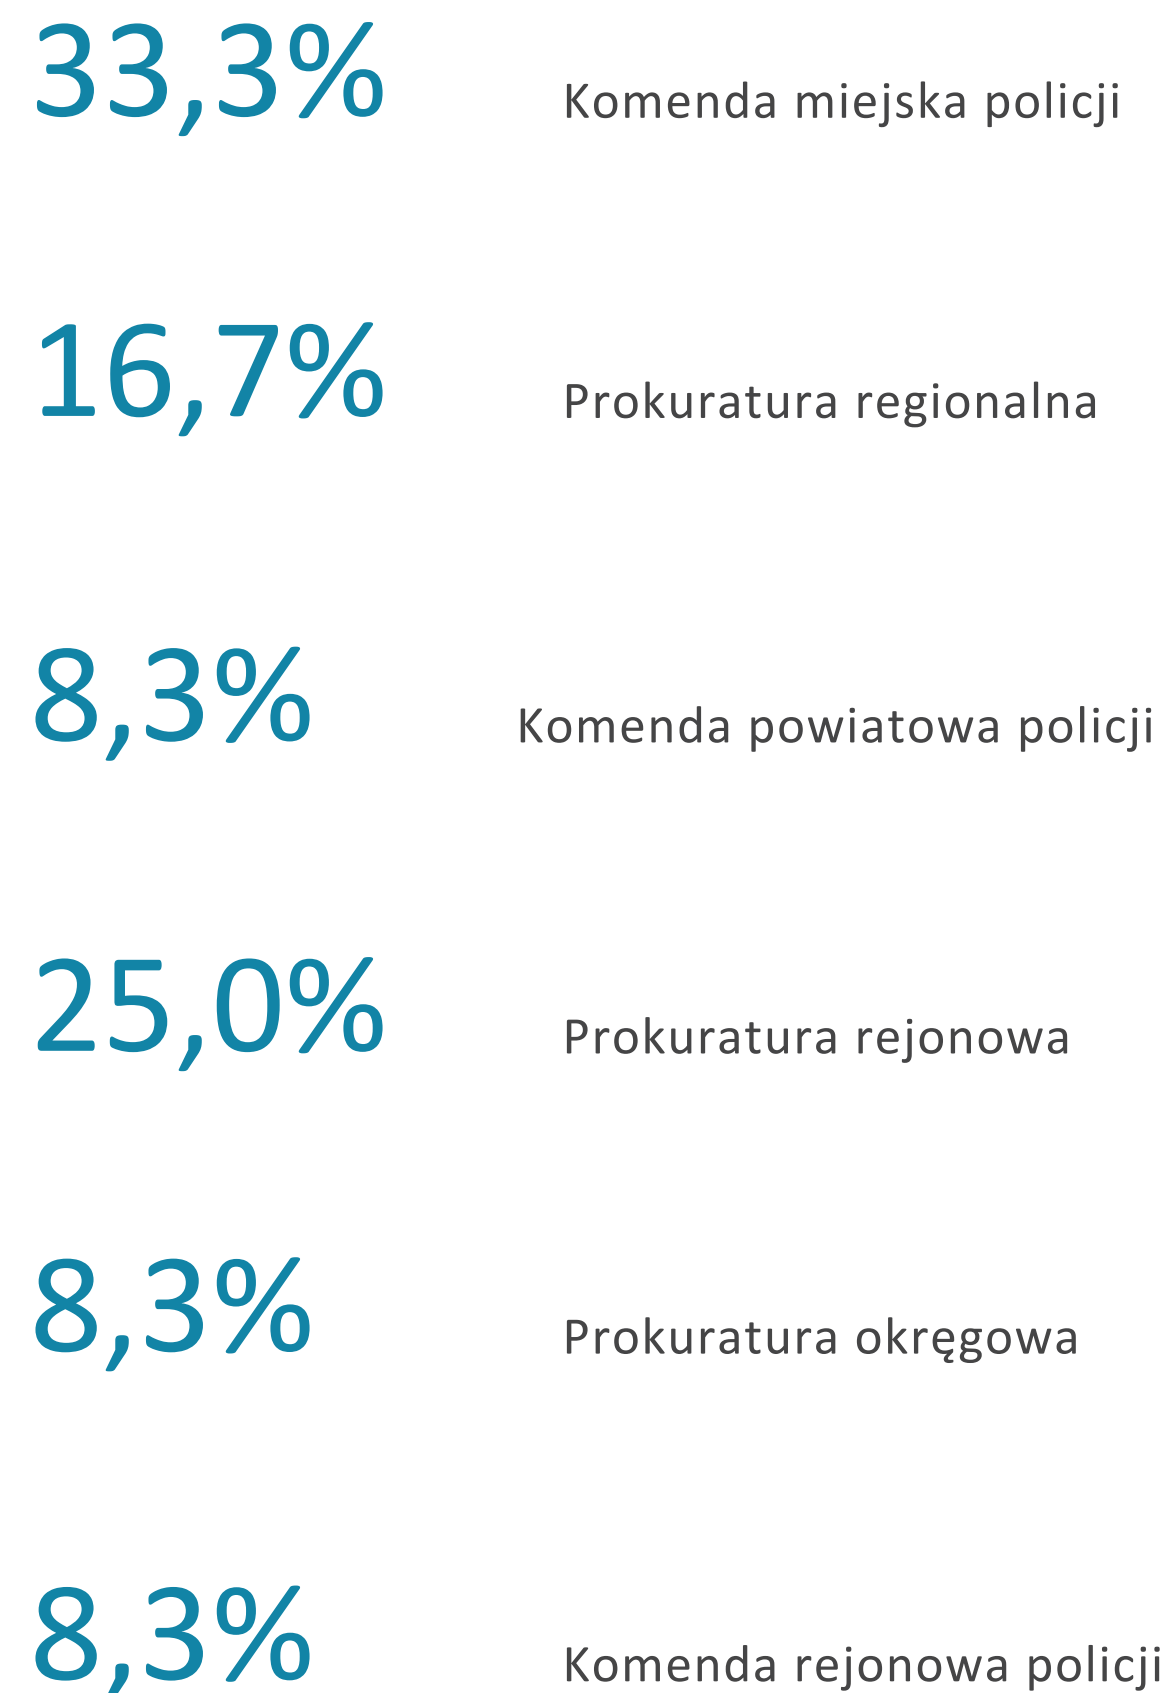 33,3% Komenda miejska policji
16,7% Prokuratura regionalna
8,3% Komenda powiatowa policji
25,0% Prokuratura rejonowa
8,3% Prokuratura okręgowa
8,3% Komenda rejonowa policji